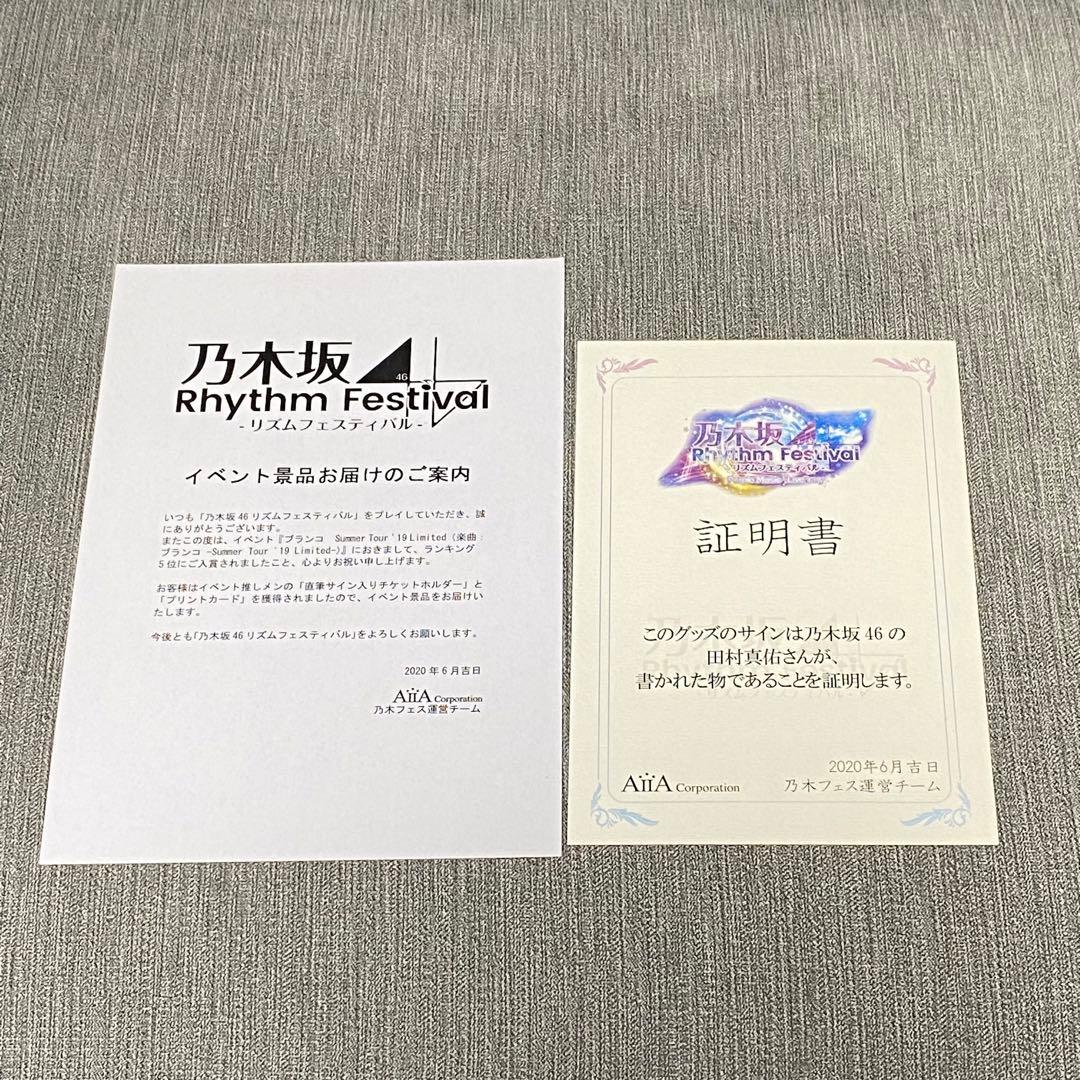 乃木坂46
Rhythm Festival
- リズムフェスティバル -
イベント景品お届けのご案内
いつも「乃木坂46リズムフェスティバル」をプレイしていただき、誠
にありがとうございます。
またこの度は、イベント『ブランコ Summer Tour '19 Limited（楽曲：
ブランコ -Summer Tour '19 Limited-）』におきまして、ランキング
5位にご入賞されましたこと、心よりお祝い申し上げます。
お客様はイベント推しメンの「直筆サイン入りチケットホルダー」と
「プリントカード」を獲得されましたので、イベント景品をお届けい
たします。
今後とも「乃木坂46リズムフェスティバル」をよろしくお願いします。
2020年6月吉日
AiiA Corporation
乃木フェス運営チーム
乃木坂
Rhythm Festival
- リズムフェスティバル -
証明書
このグッズのサインは乃木坂46の
田村真佑さんが、
書かれた物であることを証明します。
2020年6月吉日
AiiA Corporation 乃木フェス運営チーム